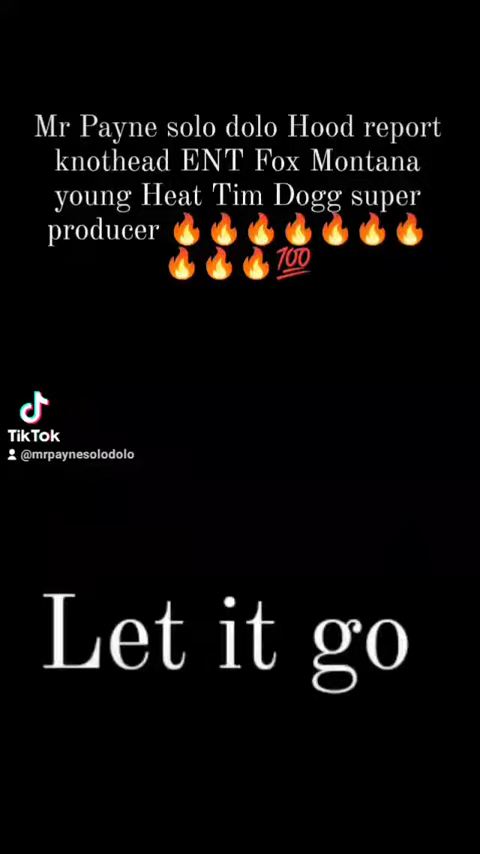 Mr Payne solo dolo Hood report
knothead ENT Fox Montana
young Heat Tim Dogg super
producer 🔥🔥🔥🔥🔥🔥🔥
🔥🔥🔥💯
TikTok
@mrpaynesolodolo
Let it go